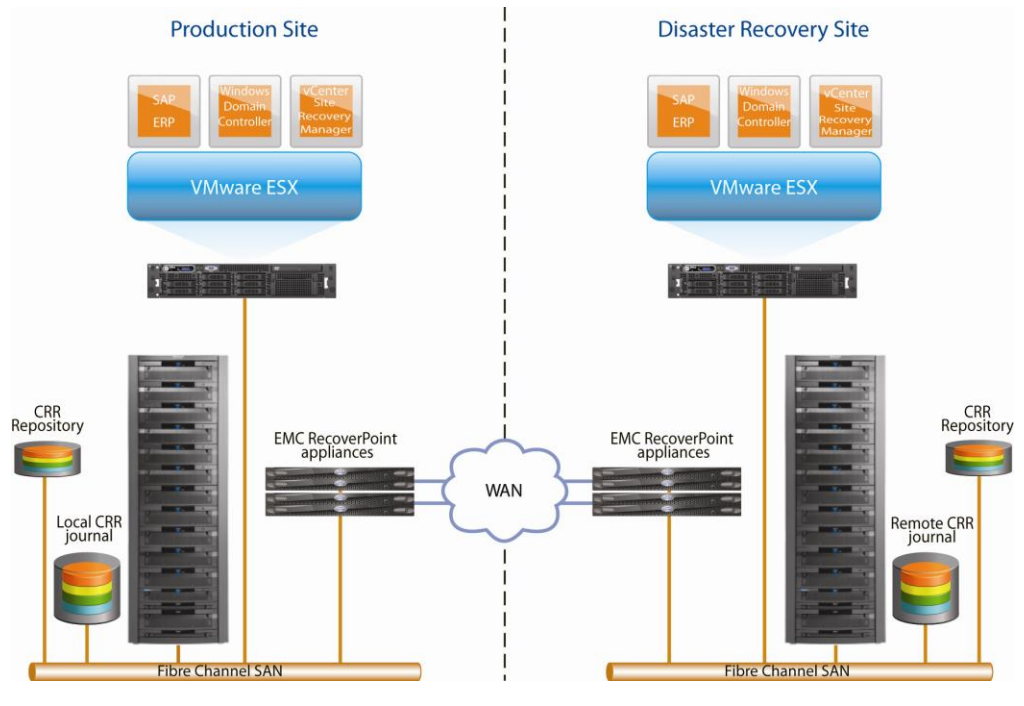 Production Site
Disaster Recovery Site
SAP
ERP
Windows
Domain
Controller
vCenter
Site
Recovery
Manager
SAP
ERP
Windows
Domain
Controller
vCenter
Site
Recovery
Manager
VMware ESX
VMware ESX
CRR
Repository
EMC RecoverPoint
appliances
WAN
EMC RecoverPoint
appliances
CRR
Repository
Local CRR
journal
Remote CRR
journal
Fibre Channel SAN
Fibre Channel SAN